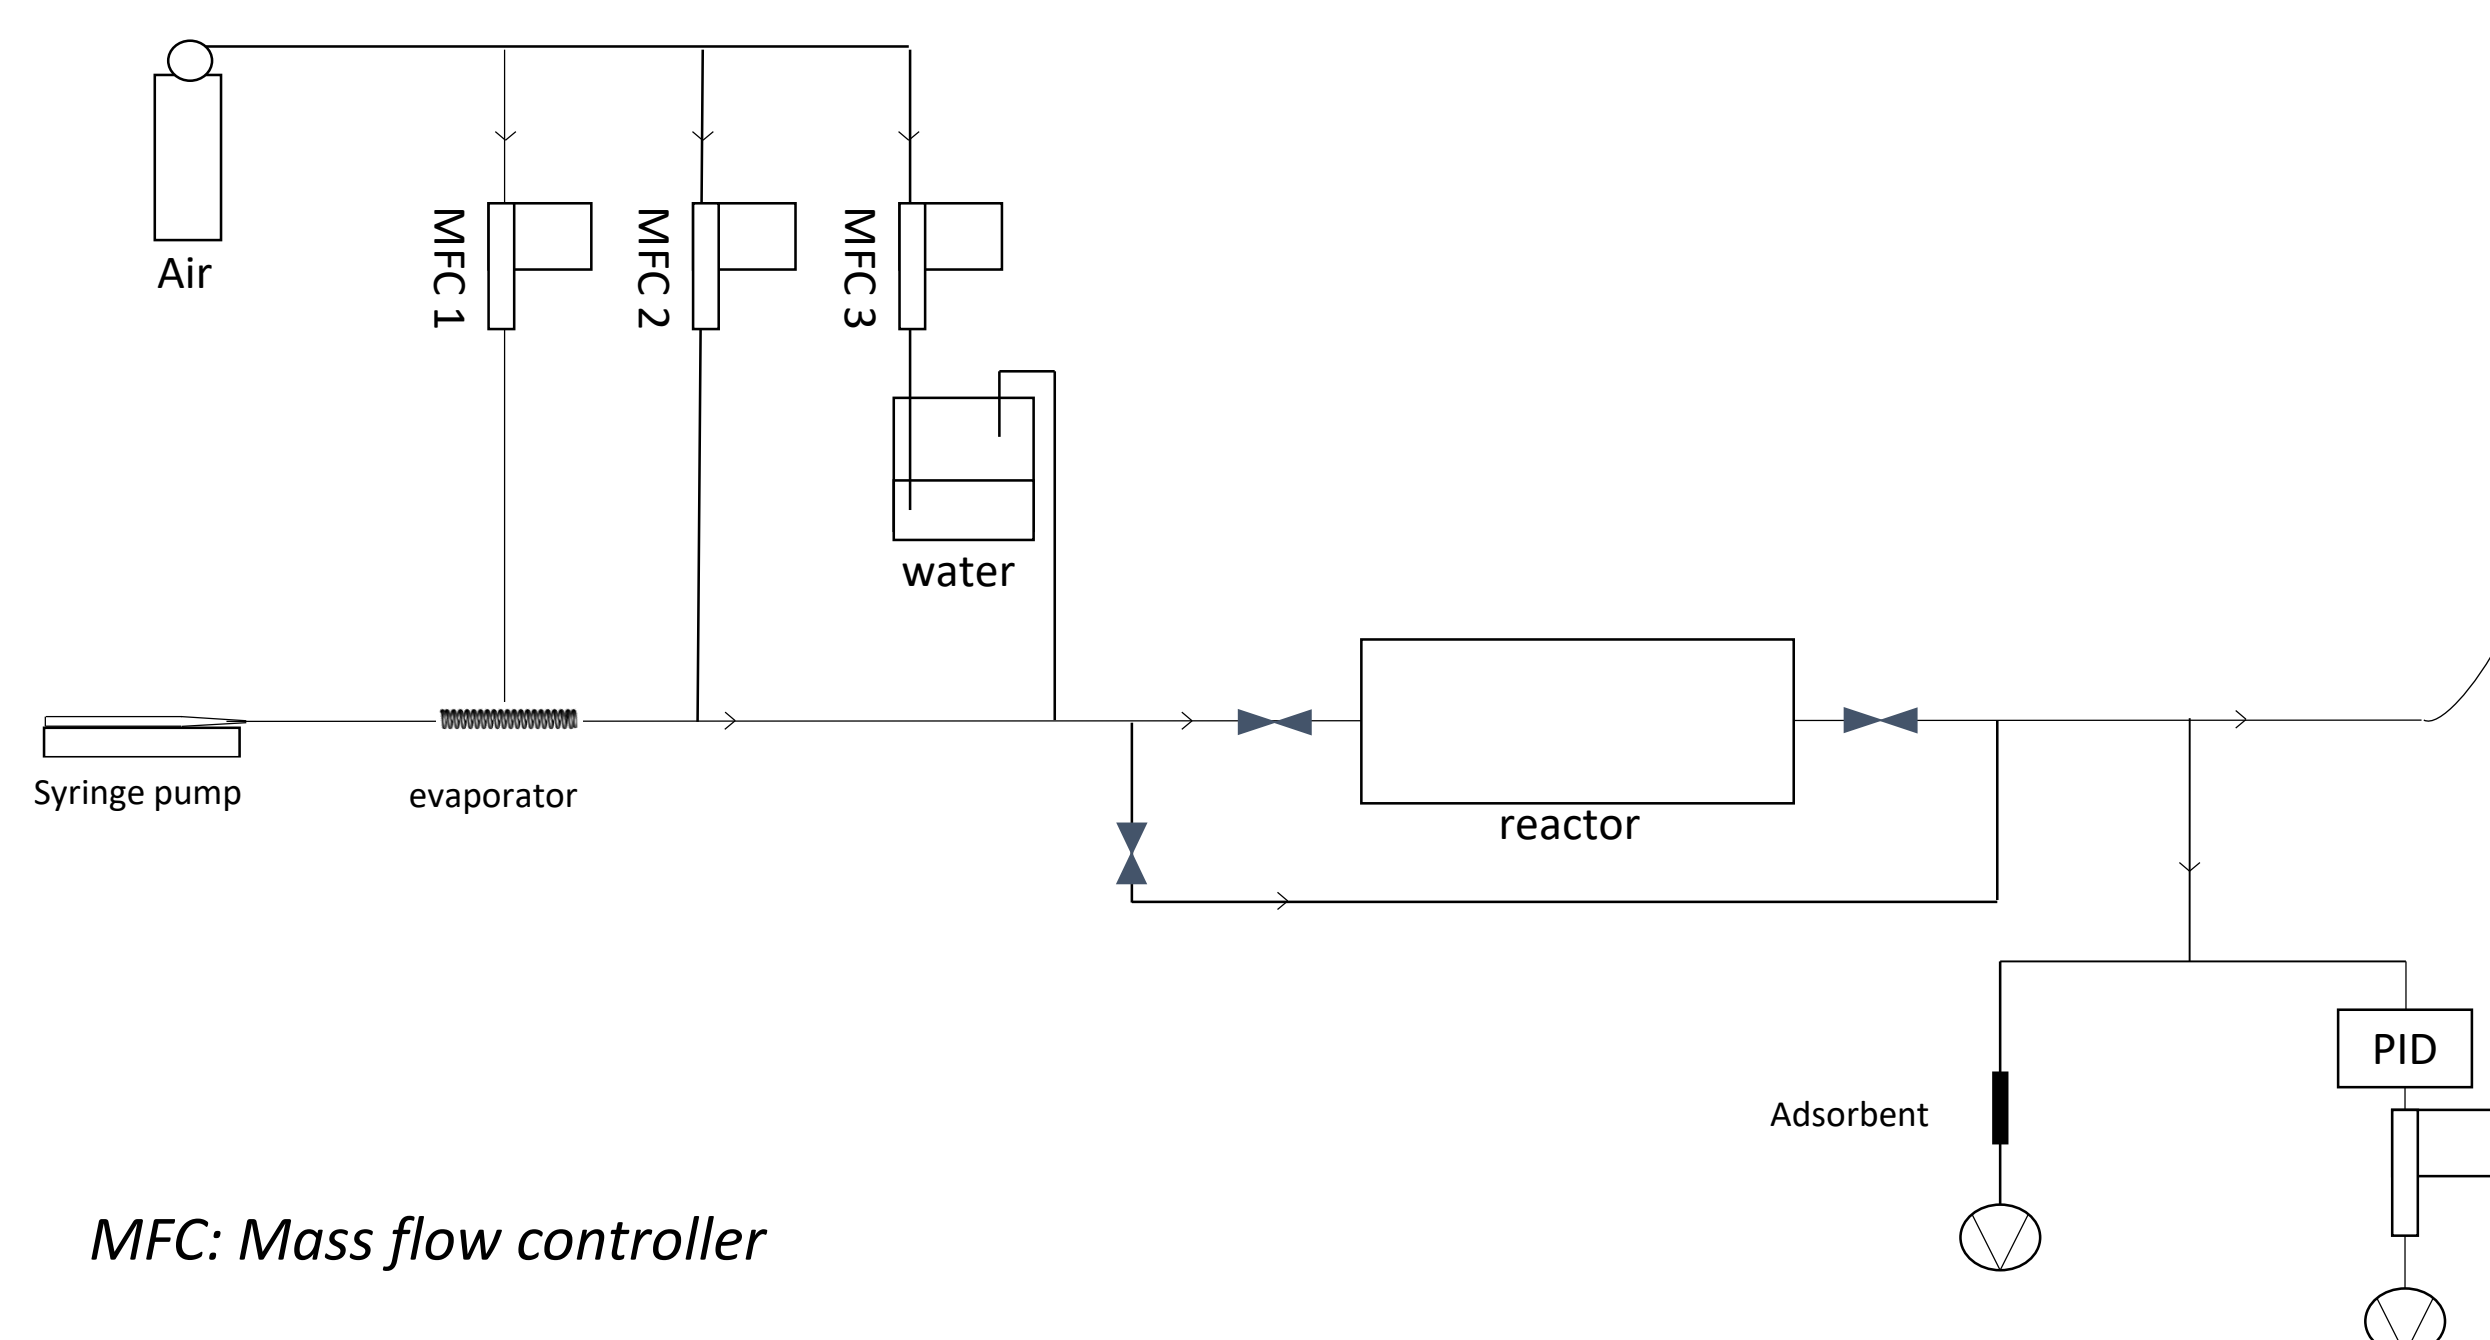 Air
MFC 1
MFC 2
MFC 3
water
Syringe pump
evaporator
reactor
PID
Adsorbent
MFC: Mass flow controller